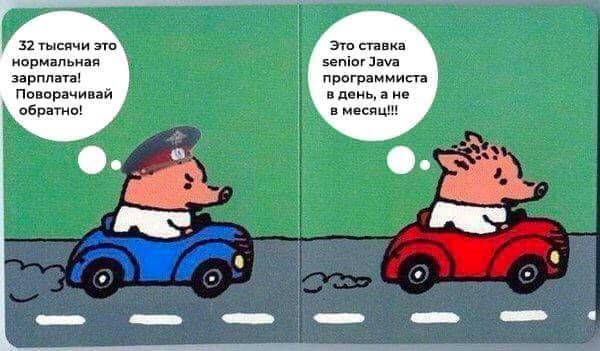 32 тысячи это
нормальная
зарплата!
Поворачивай
обратно!
Это ставка
senior Java
программиста
в день, а не
в месяц!!!